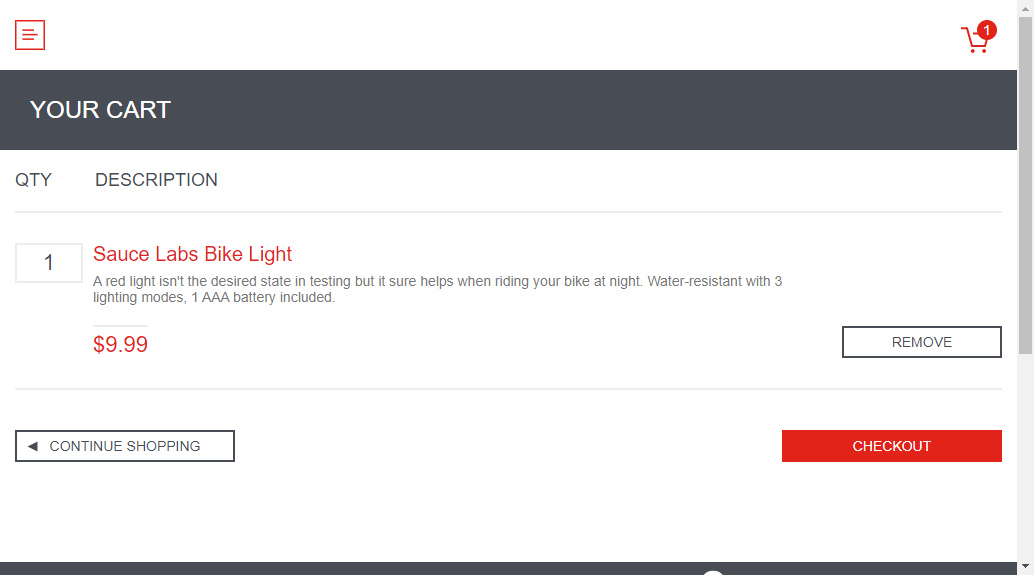 1
YOUR CART
QTY DESCRIPTION
1 Sauce Labs Bike Light
A red light isn't the desired state in testing but it sure helps when riding your bike at night. Water-resistant with 3
lighting modes, 1 AAA battery included.
$9.99 REMOVE
CONTINUE SHOPPING CHECKOUT